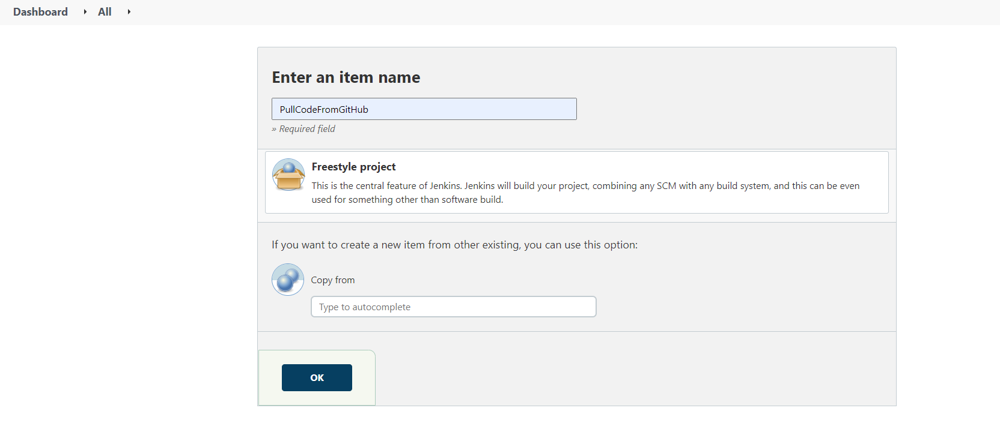 Dashboard
All
Enter an item name
PullCodeFromGitHub
» Required field
Freestyle project
This is the central feature of Jenkins. Jenkins will build your project, combining any SCM with any build system, and this can be even
used for something other than software build.
If you want to create a new item from other existing, you can use this option:
Copy from
Type to autocomplete
OK